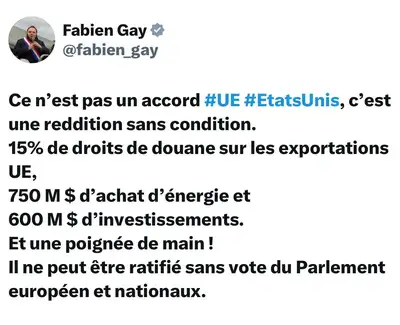 Fabien Gay
@fabien_gay
Ce n’est pas un accord #UE #EtatsUnis, c’est
une reddition sans condition.
15% de droits de douane sur les exportations
UE,
750 M $ d’achat d’énergie et
600 M $ d’investissements.
Et une poignée de main !
Il ne peut être ratifié sans vote du Parlement
européen et nationaux.